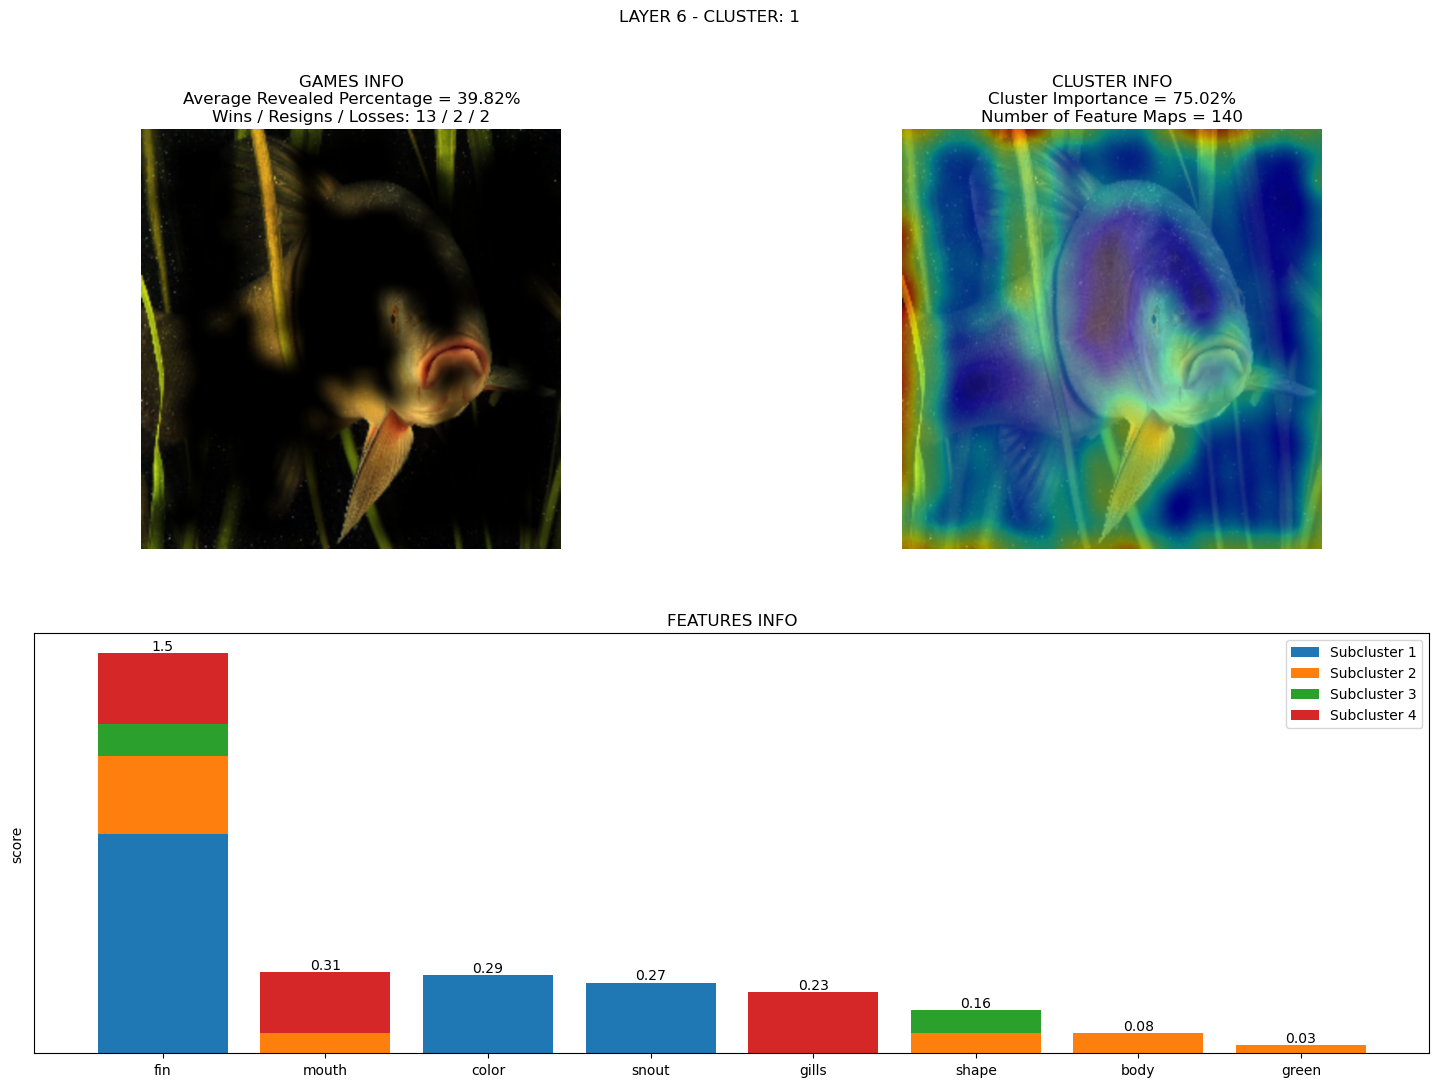 LAYER 6 - CLUSTER: 1
GAMES INFO
Average Revealed Percentage = 39.82%
Wins / Resigns / Losses: 13 / 2 / 2
CLUSTER INFO
Cluster Importance = 75.02%
Number of Feature Maps = 140
FEATURES INFO
score
1.5
0.31
0.29
0.27
0.23
0.16
0.08
0.03
Subcluster 1
Subcluster 2
Subcluster 3
Subcluster 4
fin
mouth
color
snout
gills
shape
body
green